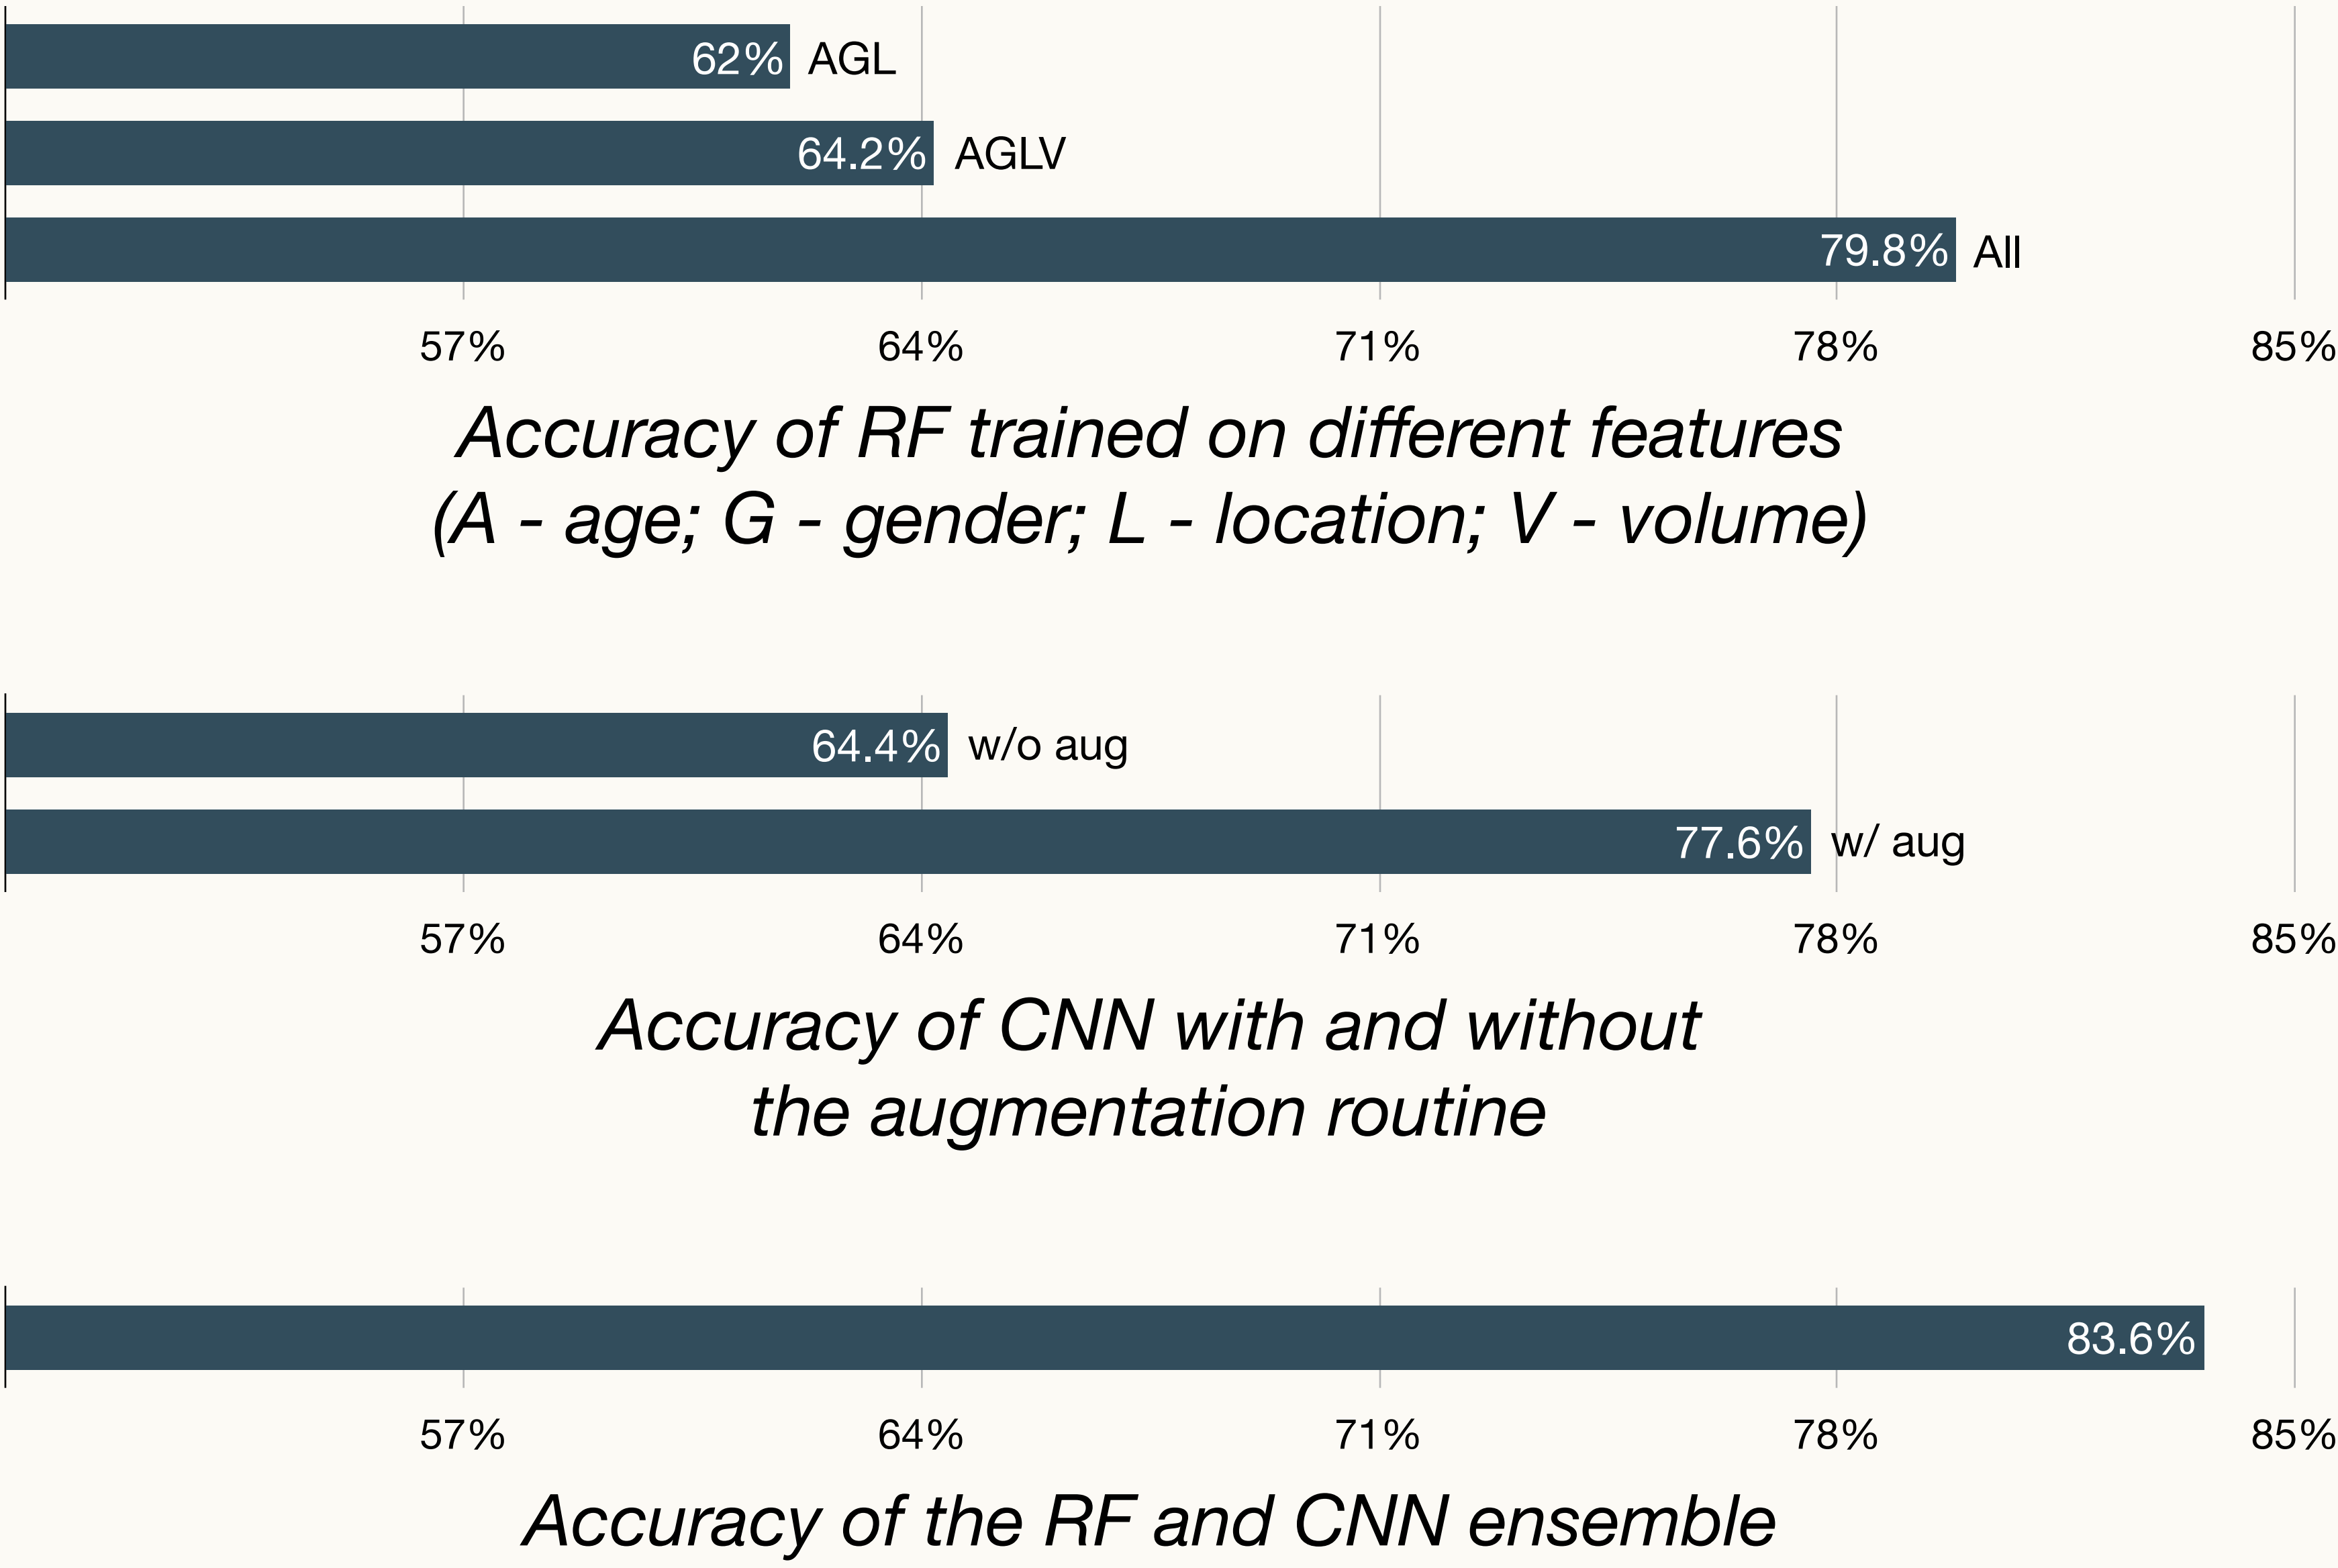 62% AGL
64.2% AGLV
79.8% All
57% 64% 71% 78% 85%
Accuracy of RF trained on different features
(A - age; G - gender; L - location; V - volume)
64.4% w/o aug
77.6% w/ aug
57% 64% 71% 78% 85%
Accuracy of CNN with and without
the augmentation routine
83.6%
57% 64% 71% 78% 85%
Accuracy of the RF and CNN ensemble